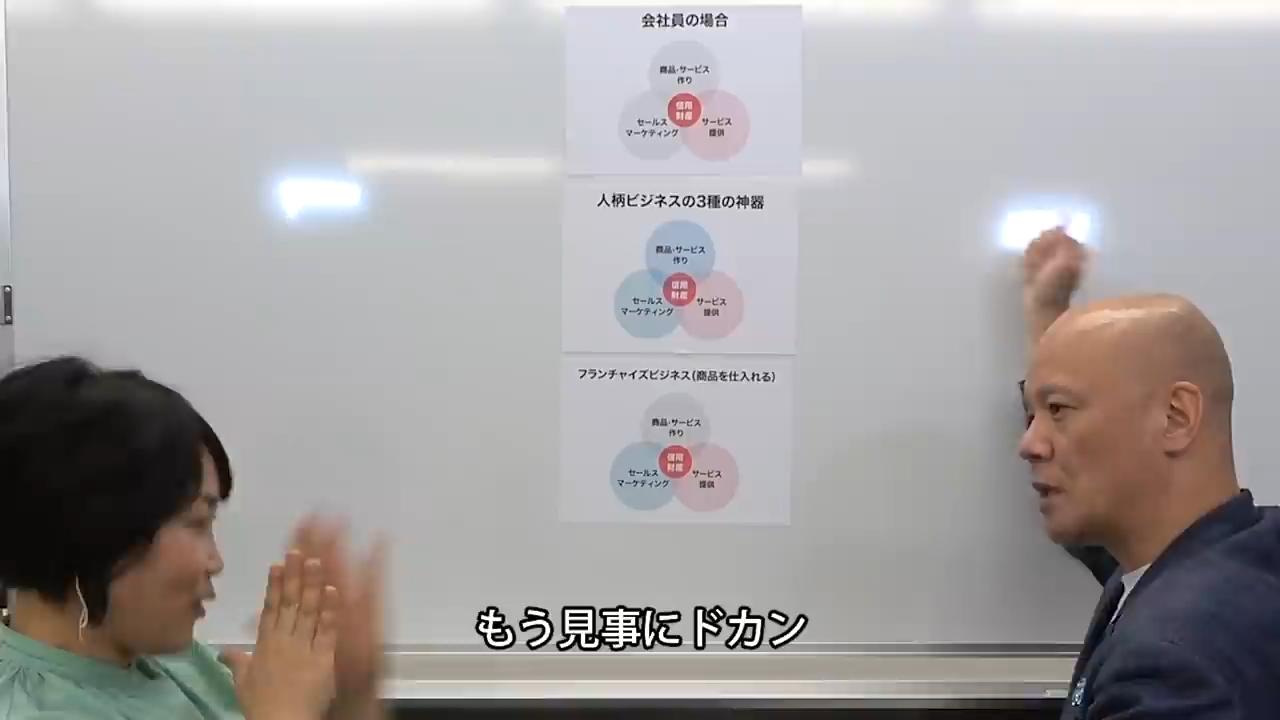 会社員の場合
商品・サービス
作り
信用
財産
セールス
マーケティング
サービス
提供
人柄ビジネスの3種の神器
商品・サービス
作り
信用
財産
セールス
マーケティング
サービス
提供
フランチャイズビジネス(商品を仕入れる)
商品・サービス
作り
信用
財産
セールス
マーケティング
サービス
提供
もう見事にドカン